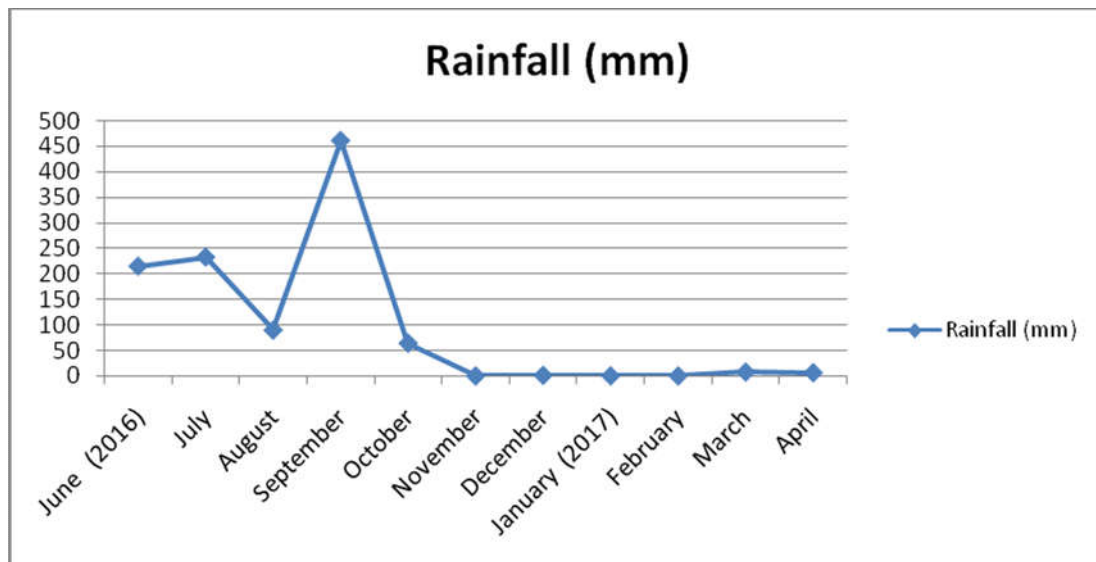 Rainfall (mm)
500
450
400
350
300
250
200
150
100
50
0
June (2016)
July
August
September
October
November
December
January (2017)
February
March
April
Rainfall (mm)